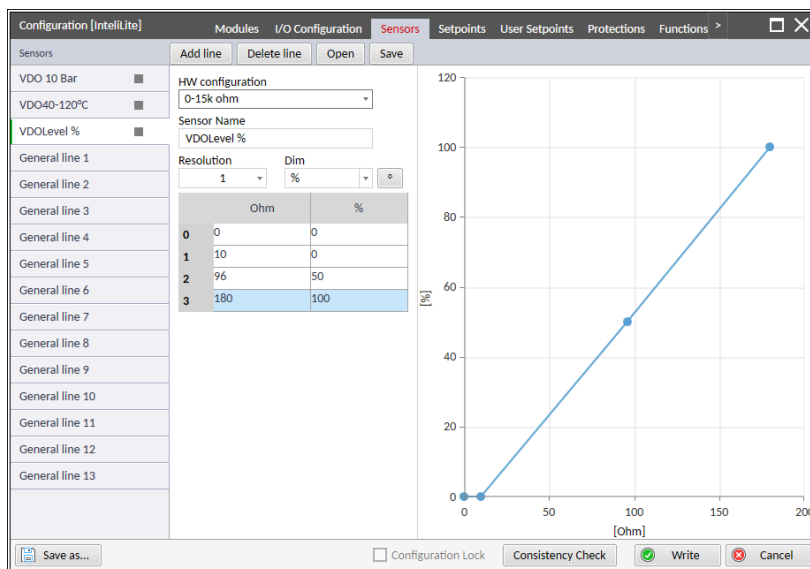 Configuration [InteliLite]
Modules I/O Configuration Sensors Setpoints User Setpoints Protections Functions >
Sensors
Add line Delete line Open Save
VDO 10 Bar
VDO40-120°C
VDOLevel %
General line 1
General line 2
General line 3
General line 4
General line 5
General line 6
General line 7
General line 8
General line 9
General line 10
General line 11
General line 12
General line 13
HW configuration
0-15k ohm
Sensor Name
VDOLevel %
Resolution Dim
1 % °
Ohm %
0 0 0
1 10 0
2 96 50
3 180 100
120
100
80
60
[%]
40
20
0
0 50 100 150 200
[Ohm]
Save as... Configuration Lock Consistency Check Write Cancel